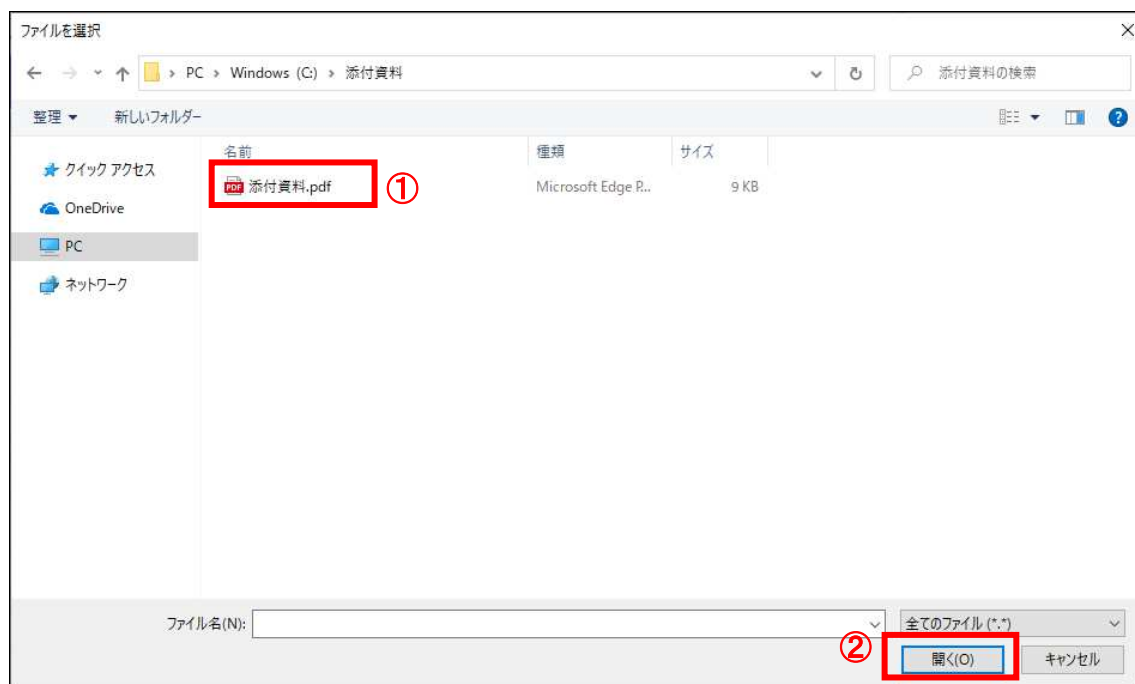 ファイルを選択
PC › Windows (C:) › 添付資料
添付資料の検索
整理
新しいフォルダー
名前 種類 サイズ
PDF 添付資料.pdf ① Microsoft Edge P... 9 KB
クイック アクセス
OneDrive
PC
ネットワーク
ファイル名(N):
全てのファイル (*.*)
② 開く(O) キャンセル